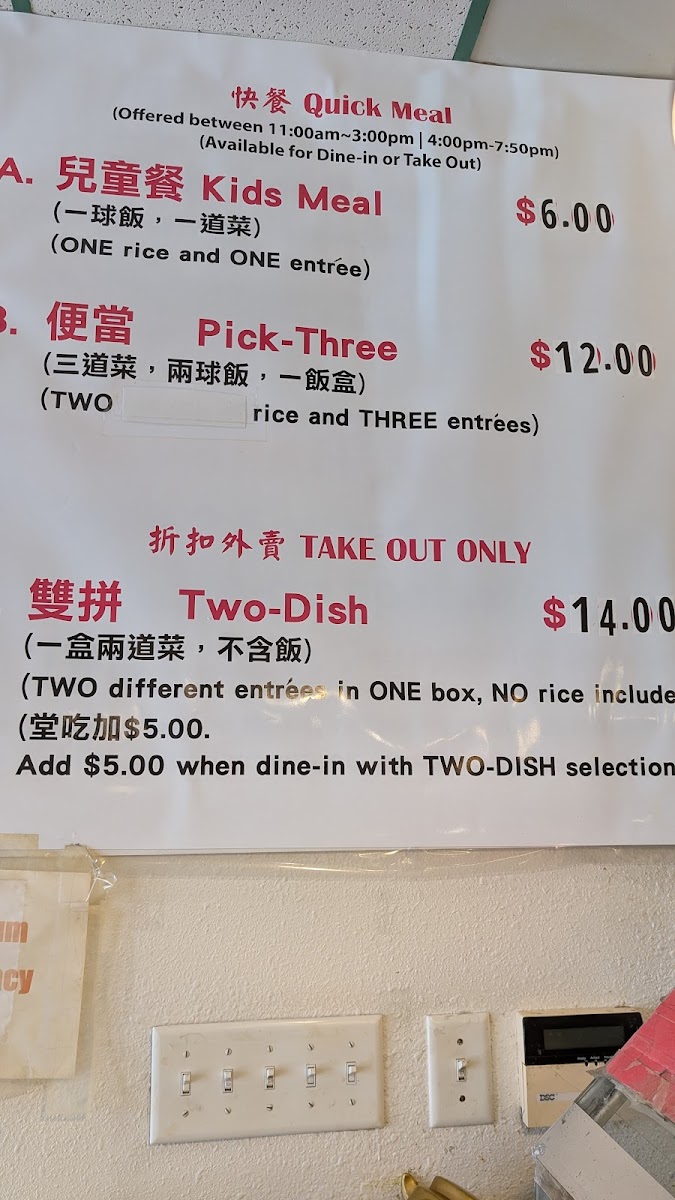 快餐 Quick Meal
(Offered between 11:00am~3:00pm | 4:00pm-7:50pm)
(Available for Dine-in or Take Out)
A. 兒童餐 Kids Meal $6.00
(一球飯，一道菜)
(ONE rice and ONE entrée)
B. 便當 Pick-Three $12.00
(三道菜，兩球飯，一飯盒)
(TWO rice and THREE entrées)
折扣外賣 TAKE OUT ONLY
雙拼 Two-Dish $14.00
(一盒兩道菜，不含飯)
(TWO different entrées in ONE box, NO rice include
(堂吃加$5.00.
Add $5.00 when dine-in with TWO-DISH selection
um
ncy
DSC